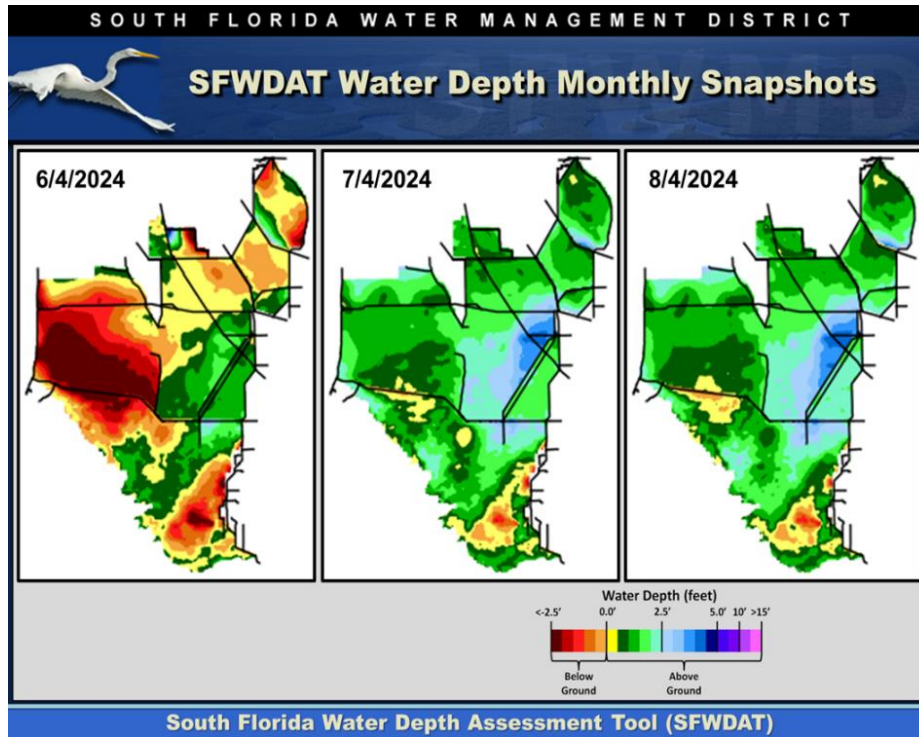 SOUTH FLORIDA WATER MANAGEMENT DISTRICT
SFWDAT Water Depth Monthly Snapshots
6/4/2024
7/4/2024
8/4/2024
Water Depth (feet)
<-2.5' 0.0' 2.5' 5.0' 10' >15'
Below Above
Ground Ground
South Florida Water Depth Assessment Tool (SFWDAT)